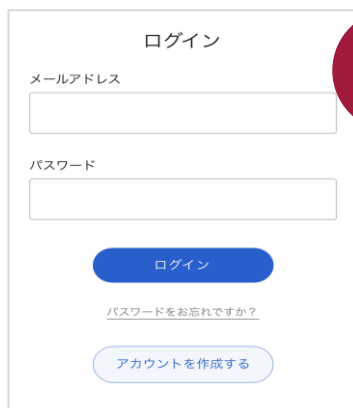 ログイン
メールアドレス
パスワード
ログイン
パスワードをお忘れですか？
アカウントを作成する